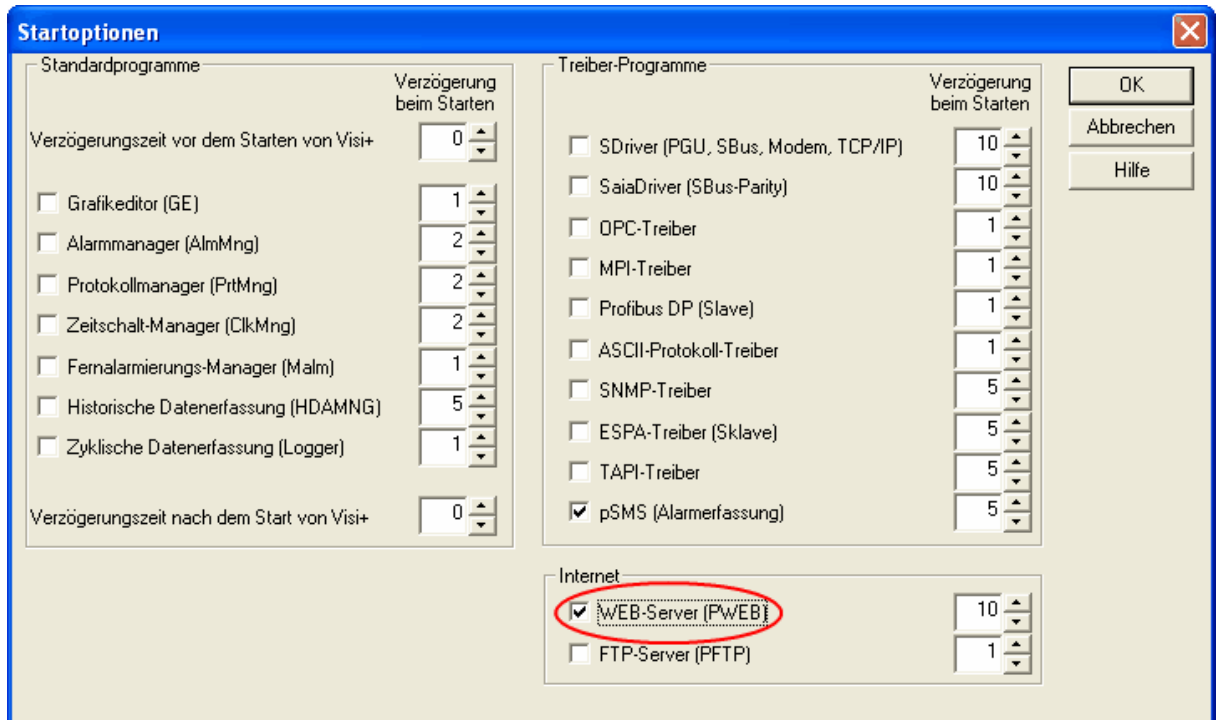 Startoptionen
Standardprogramme
Verzögerung
beim Starten
Verzögerungszeit vor dem Starten von Visi+ 0
Grafikeditor (GE) 1
Alarmmanager (AlmMng) 2
Protokollmanager (PrtMng) 2
Zeitschalt-Manager (ClkMng) 2
Fernalarmierungs-Manager (Malm) 1
Historische Datenerfassung (HDAMNG) 5
Zyklische Datenerfassung (Logger) 1
Verzögerungszeit nach dem Start von Visi+ 0
Treiber-Programme
Verzögerung
beim Starten
SDriver (PGU, SBus, Modem, TCP/IP) 10
SaiaDriver (SBus-Parity) 10
OPC-Treiber 1
MPI-Treiber 1
Profibus DP (Slave) 1
ASCII-Protokoll-Treiber 1
SNMP-Treiber 5
ESPA-Treiber (Sklave) 5
TAPI-Treiber 5
pSMS (Alarmerfassung) 5
Internet
WEB-Server (PWEB) 10
FTP-Server (PFTP) 1
OK
Abbrechen
Hilfe